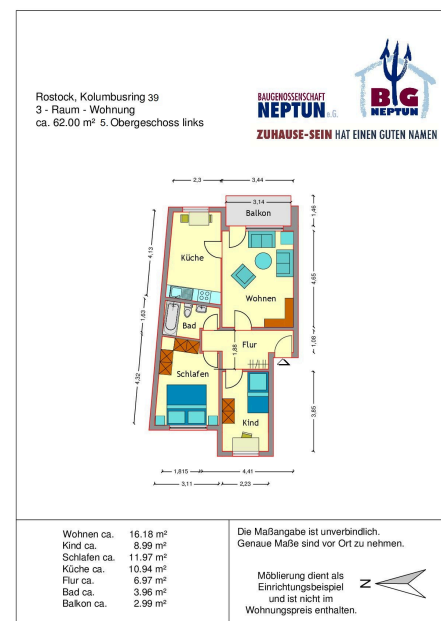 Rostock, Kolumbusring 39
3 - Raum - Wohnung
ca. 62.00 m² 5. Obergeschoss links
BAUGENOSSENSCHAFT
NEPTUN e.G.
BG
NEPTUN
ZUHAUSE-SEIN HAT EINEN GUTEN NAMEN
2,3
3,44
3,14
Balkon
1,46
Küche
4,13
Wohnen
4,65
1,63
Bad
Flur
1,88
1,08
Schlafen
4,32
Kind
3,85
1,815
4,41
3,11
2,23
Wohnen ca. 16.18 m²
Kind ca. 8.99 m²
Schlafen ca. 11.97 m²
Küche ca. 10.94 m²
Flur ca. 6.97 m²
Bad ca. 3.96 m²
Balkon ca. 2.99 m²
Die Maßangabe ist unverbindlich.
Genaue Maße sind vor Ort zu nehmen.
Möblierung dient als
Einrichtungsbeispiel
und ist nicht im
Wohnungspreis enthalten.
N